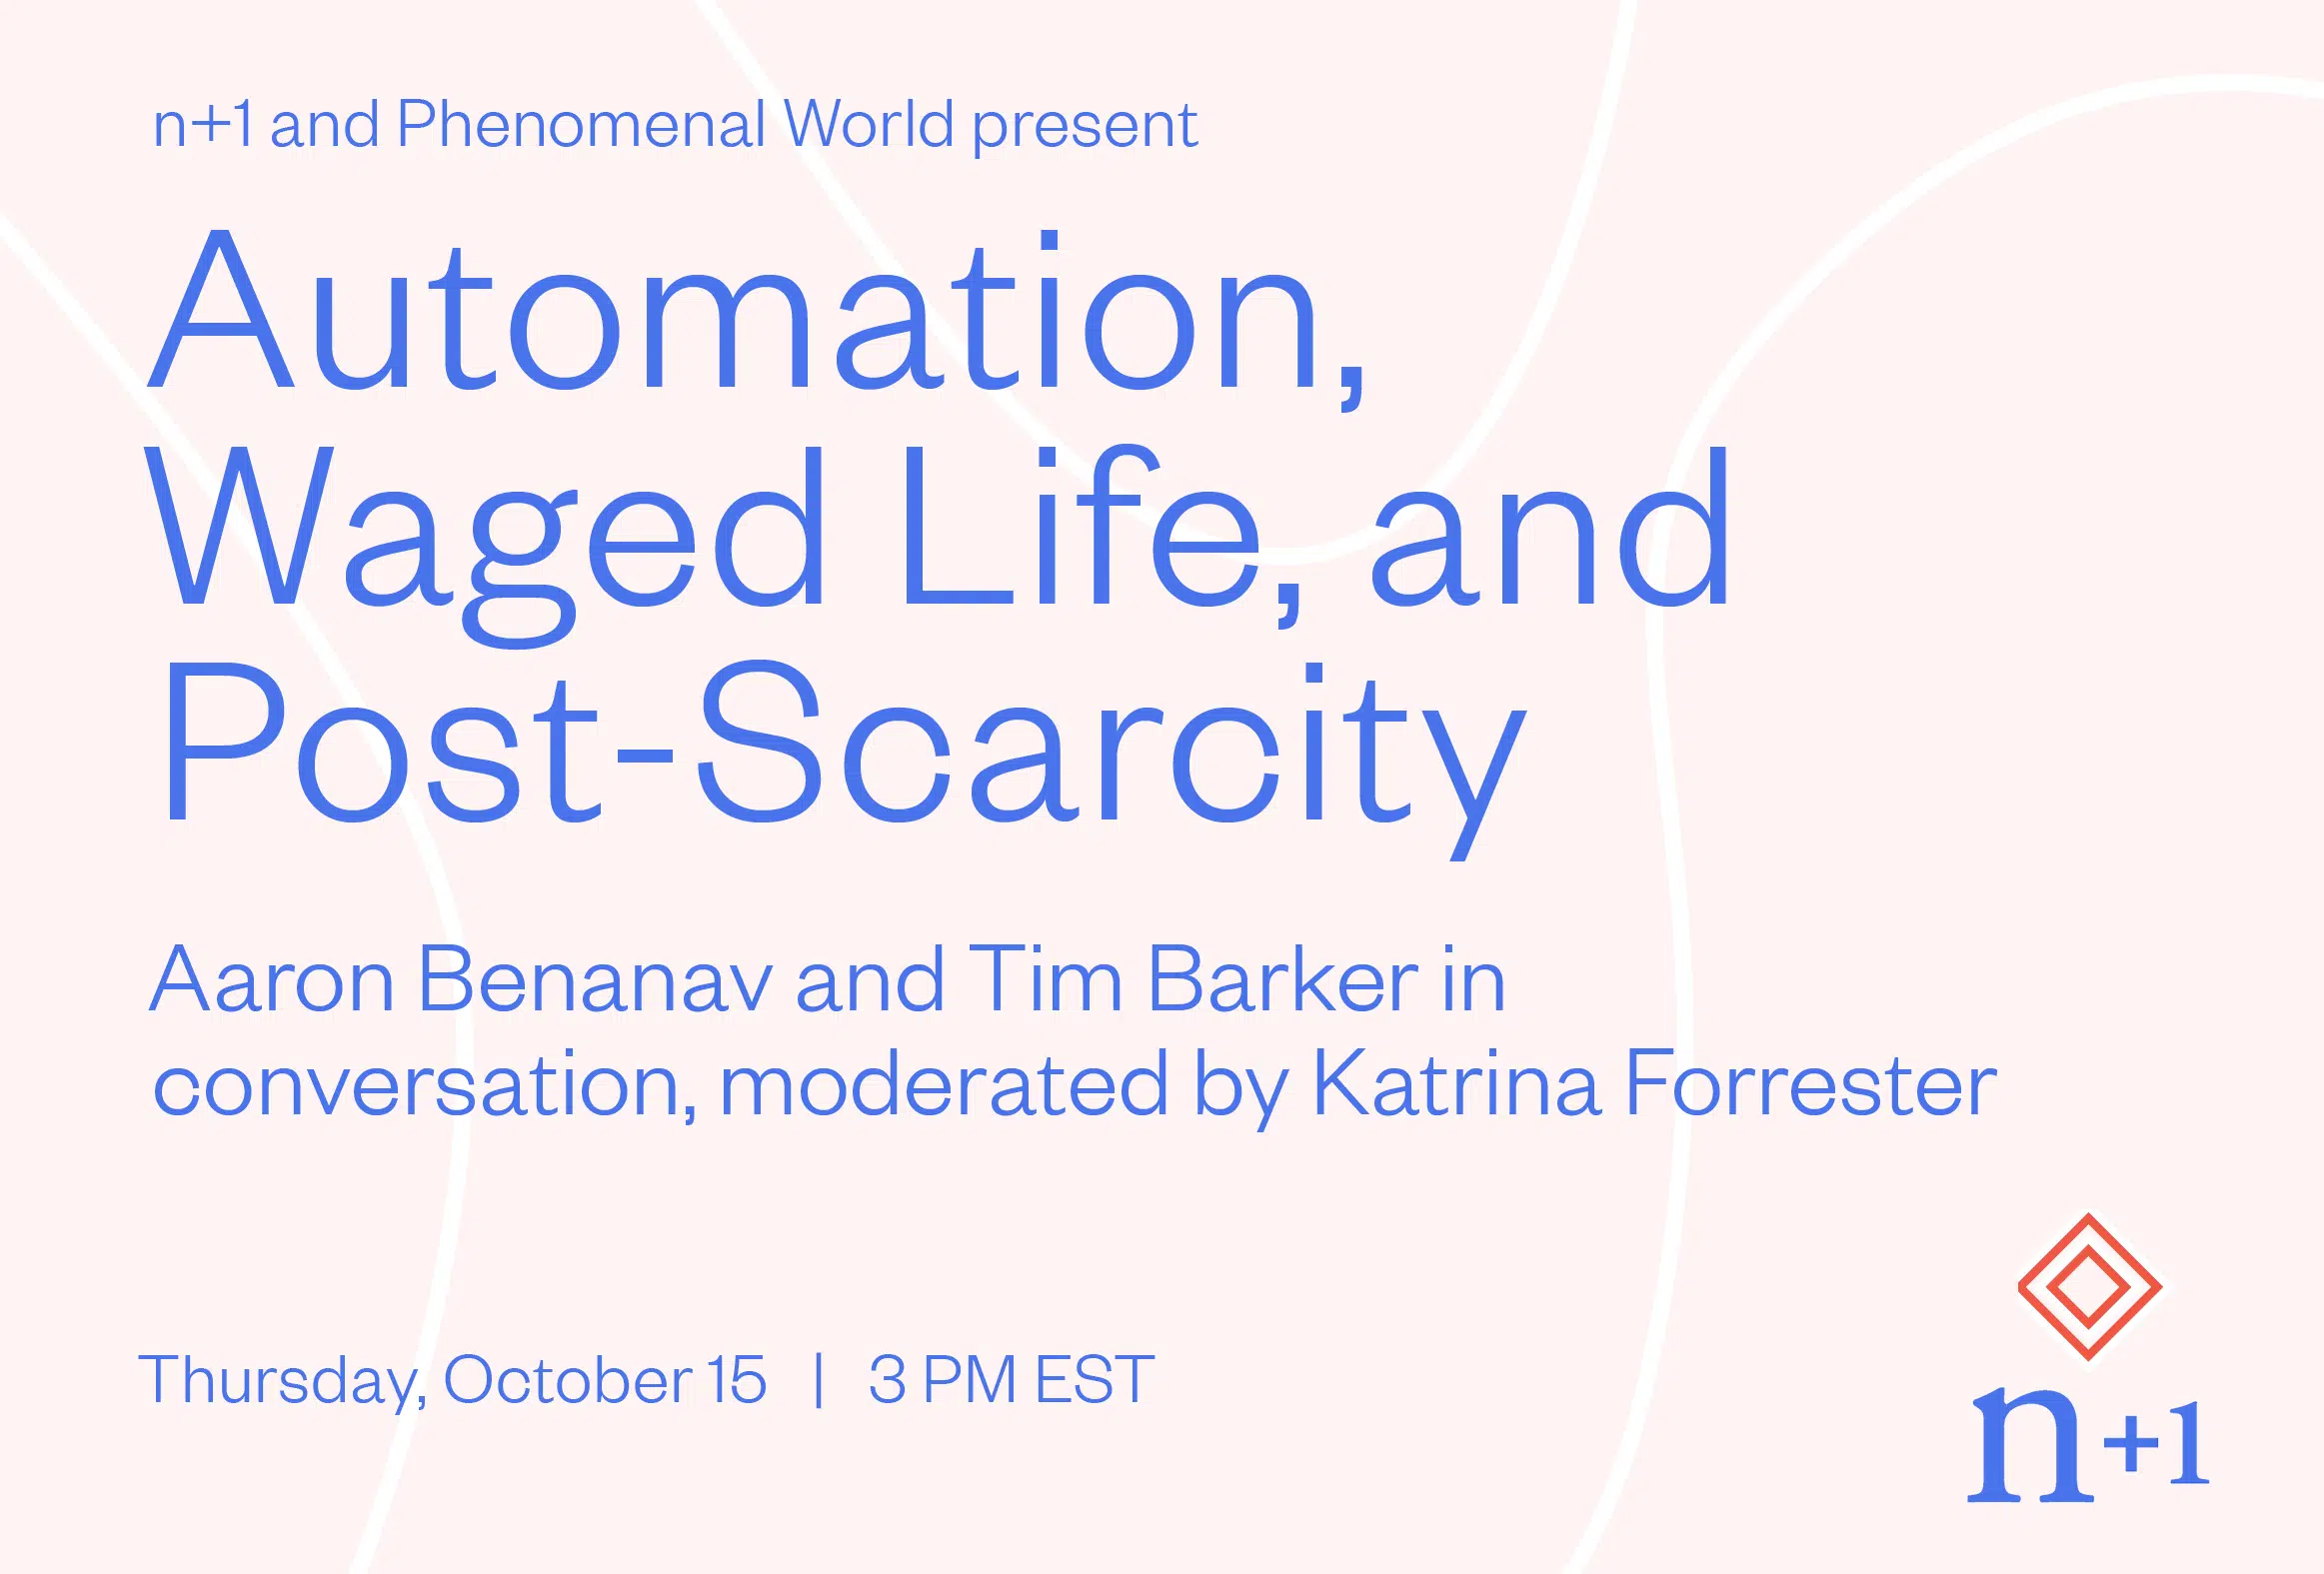 n+1 and Phenomenal World present
Automation,
Waged Life, and
Post-Scarcity
Aaron Benanav and Tim Barker in
conversation, moderated by Katrina Forrester
Thursday, October 15 | 3 PM EST
n+1